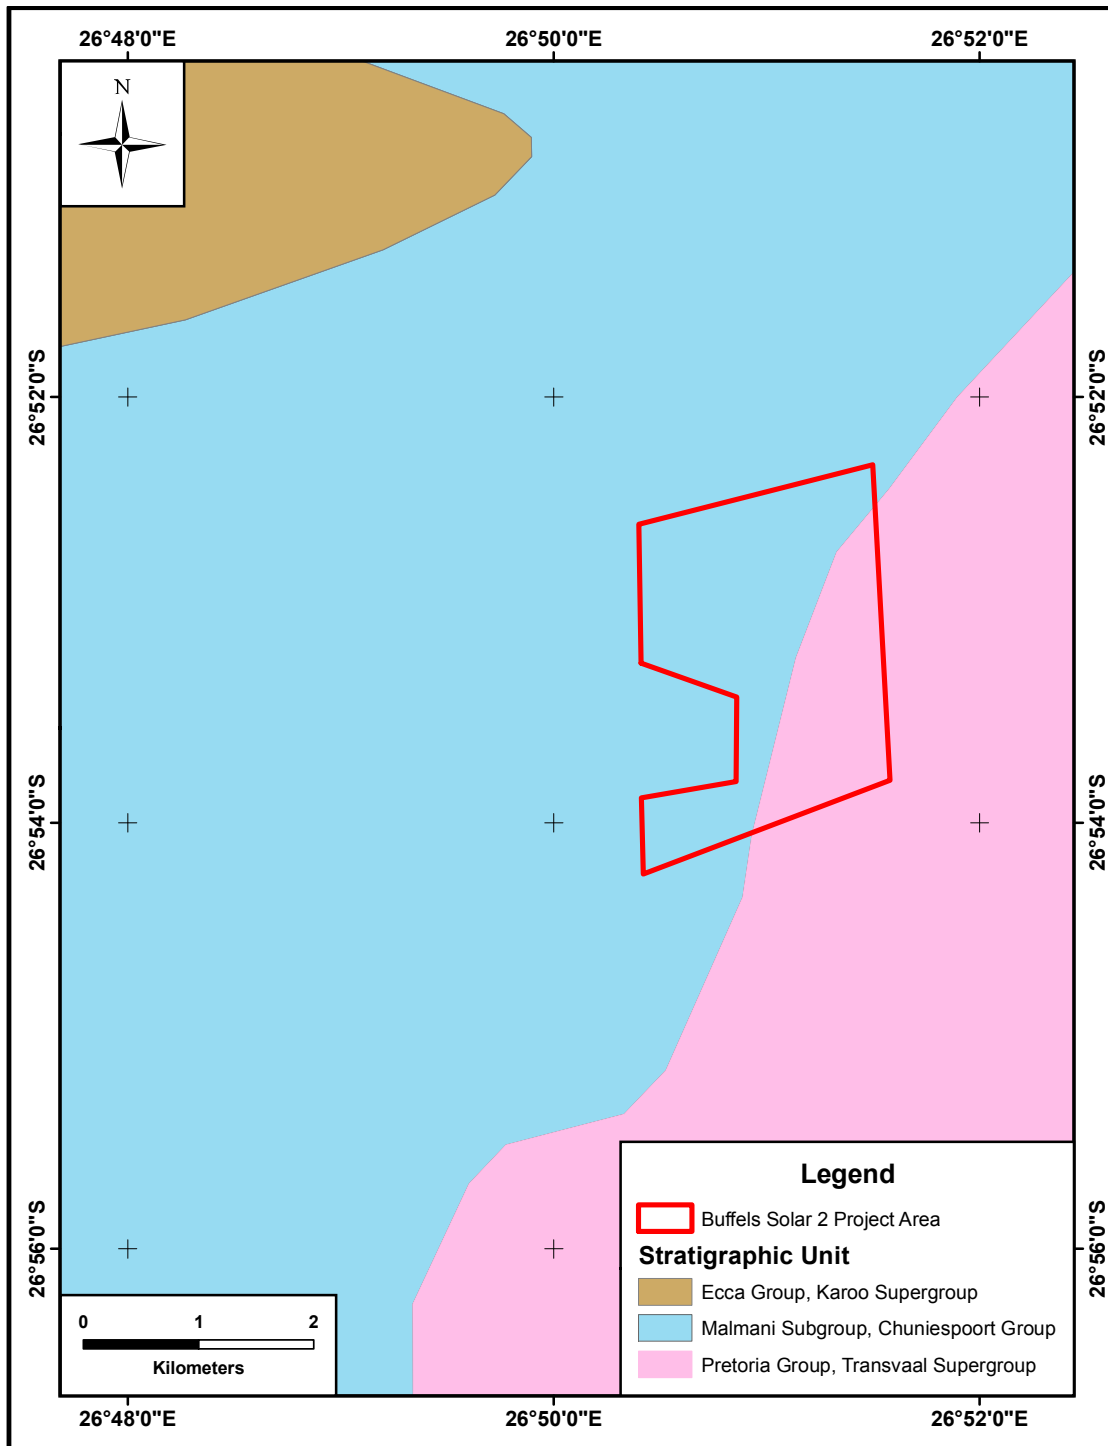 26°48'0"E 26°50'0"E 26°52'0"E
N
26°52'0"S 26°52'0"S
26°54'0"S 26°54'0"S
26°56'0"S 26°56'0"S
Legend
Buffels Solar 2 Project Area
Stratigraphic Unit
Ecca Group, Karoo Supergroup
Malmani Subgroup, Chuniespoort Group
Pretoria Group, Transvaal Supergroup
0 1 2
Kilometers
26°48'0"E 26°50'0"E 26°52'0"E